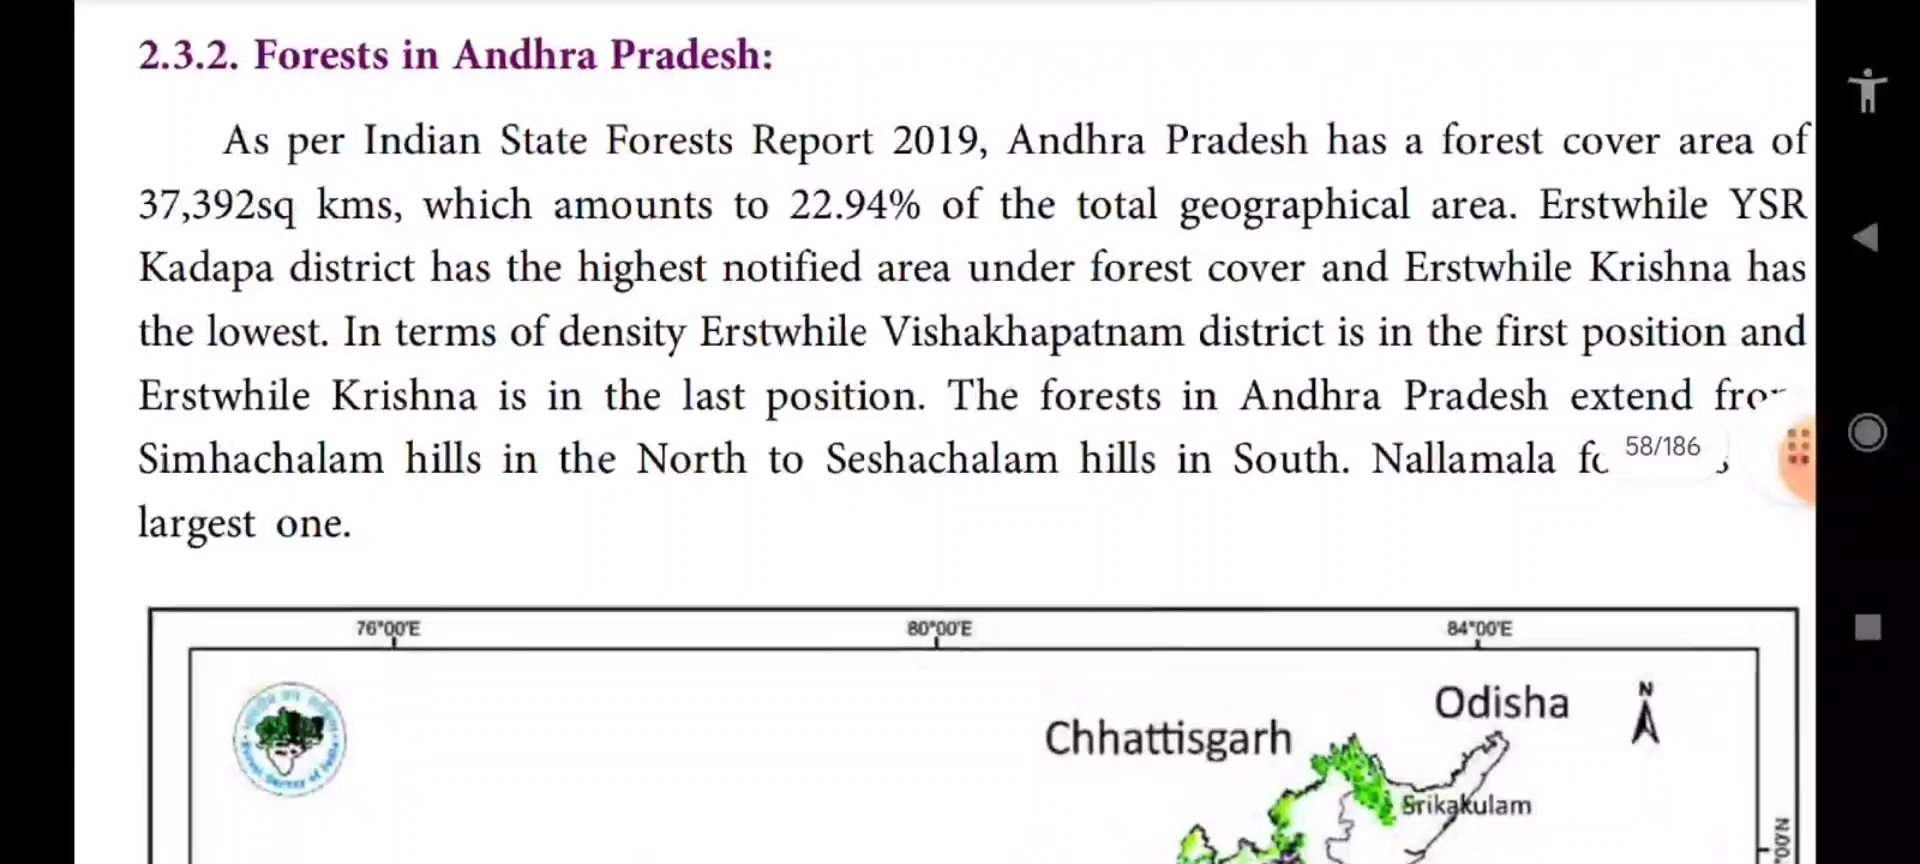 2.3.2. Forests in Andhra Pradesh:
As per Indian State Forests Report 2019, Andhra Pradesh has a forest cover area of
37,392sq kms, which amounts to 22.94% of the total geographical area. Erstwhile YSR
Kadapa district has the highest notified area under forest cover and Erstwhile Krishna has
the lowest. In terms of density Erstwhile Vishakhapatnam district is in the first position and
Erstwhile Krishna is in the last position. The forests in Andhra Pradesh extend
Simhachalam hills in the North to Seshachalam hills in South. Nallamala
58/186
largest one.
76°00'E 80°00'E 84°00'E
Odisha
N
Chhattisgarh
Srikakulam